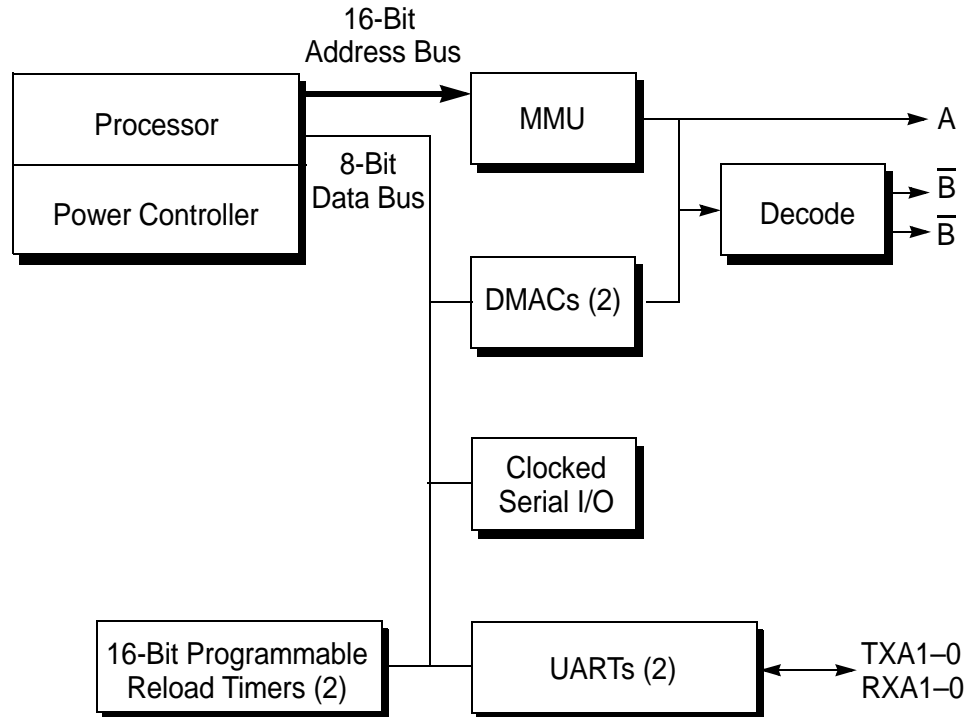 16-Bit
Address Bus
Processor
MMU
A
8-Bit
Data Bus
Power Controller
Decode
B̅
B̅
DMACs (2)
Clocked
Serial I/O
16-Bit Programmable
Reload Timers (2)
UARTs (2)
TXA1–0
RXA1–0